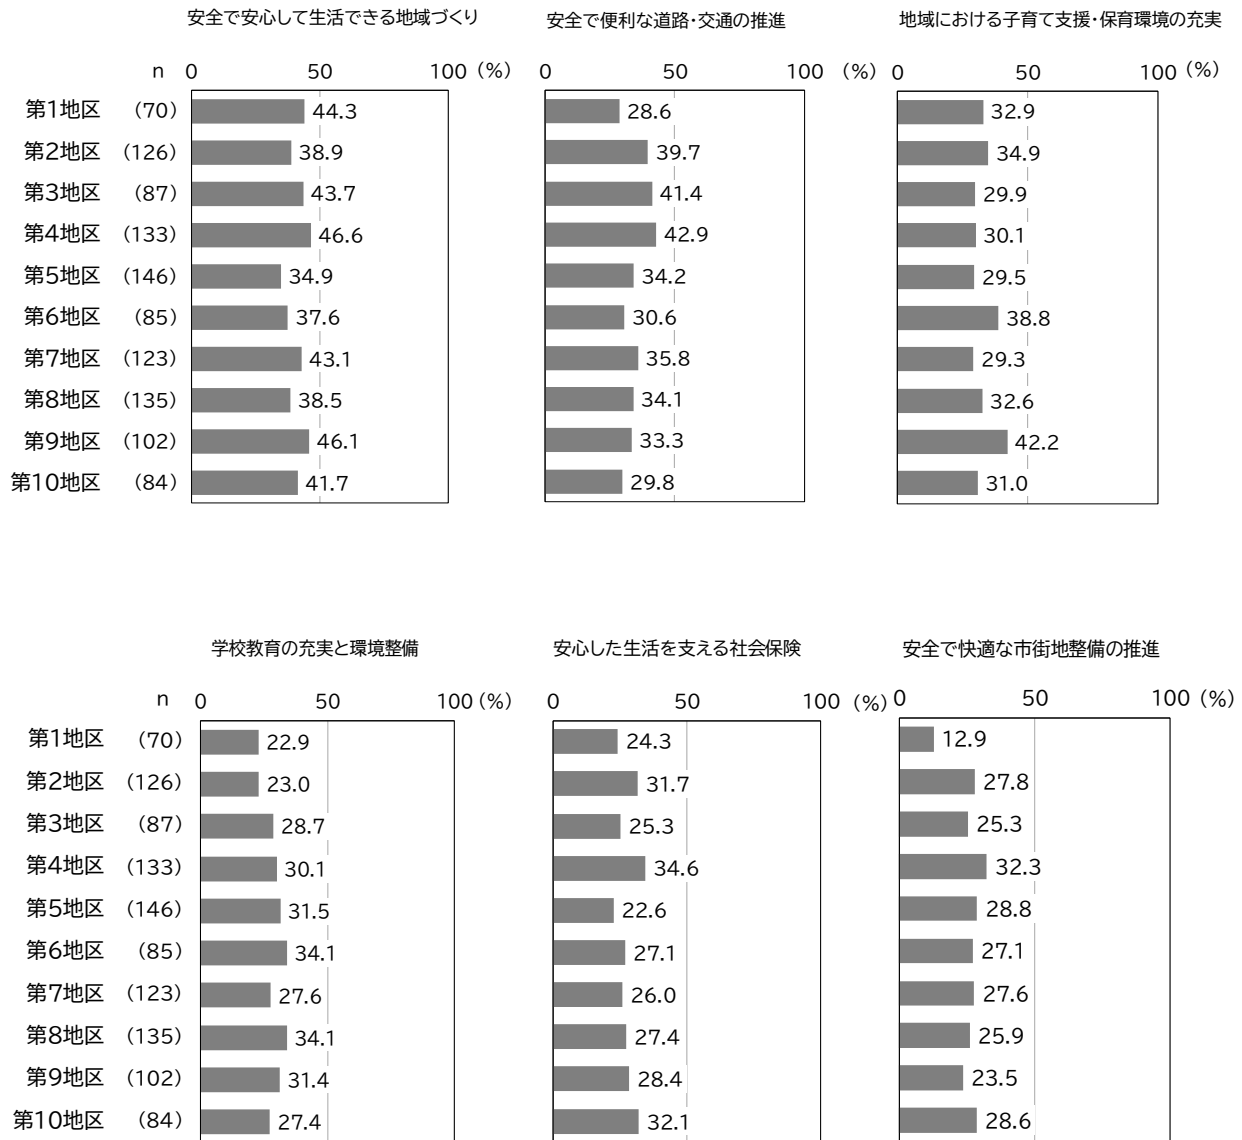 安全で安心して生活できる地域づくり 安全で便利な道路・交通の推進 地域における子育て支援・保育環境の充実
n 0 50 100 (%) 0 50 100 (%) 0 50 100 (%)
第1地区 (70) 44.3 28.6 32.9
第2地区 (126) 38.9 39.7 34.9
第3地区 (87) 43.7 41.4 29.9
第4地区 (133) 46.6 42.9 30.1
第5地区 (146) 34.9 34.2 29.5
第6地区 (85) 37.6 30.6 38.8
第7地区 (123) 43.1 35.8 29.3
第8地区 (135) 38.5 34.1 32.6
第9地区 (102) 46.1 33.3 42.2
第10地区 (84) 41.7 29.8 31.0
学校教育の充実と環境整備 安心した生活を支える社会保険 安全で快適な市街地整備の推進
n 0 50 100 (%) 0 50 100 (%) 0 50 100 (%)
第1地区 (70) 22.9 24.3 12.9
第2地区 (126) 23.0 31.7 27.8
第3地区 (87) 28.7 25.3 25.3
第4地区 (133) 30.1 34.6 32.3
第5地区 (146) 31.5 22.6 28.8
第6地区 (85) 34.1 27.1 27.1
第7地区 (123) 27.6 26.0 27.6
第8地区 (135) 34.1 27.4 25.9
第9地区 (102) 31.4 28.4 23.5
第10地区 (84) 27.4 32.1 28.6